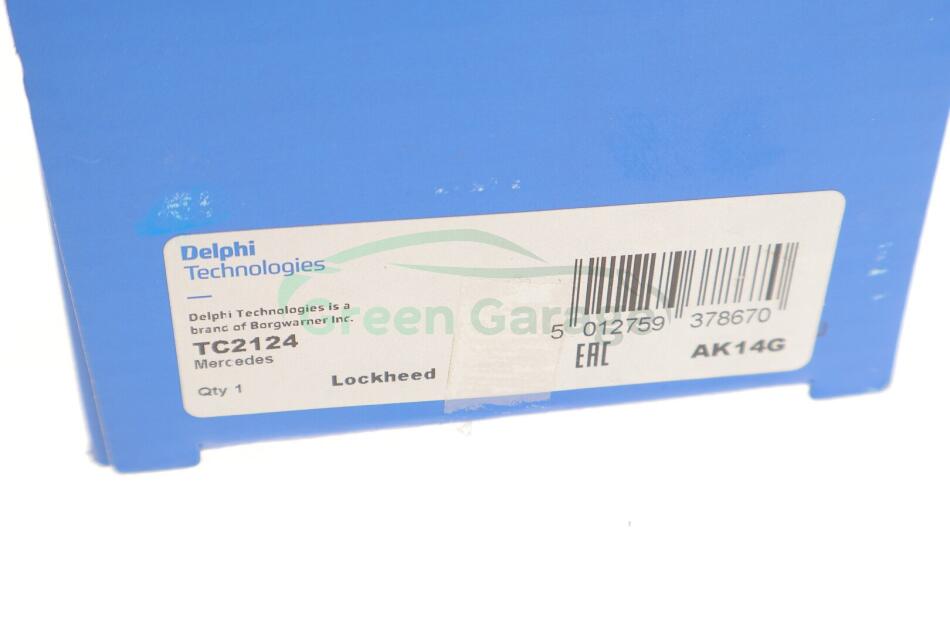 Delphi
Technologies
Delphi Technologies is a
brand of Borgwarner Inc.
TC2124
Mercedes
Qty 1
Lockheed
Green Garage
5 012759 378670
EAC
AK14G